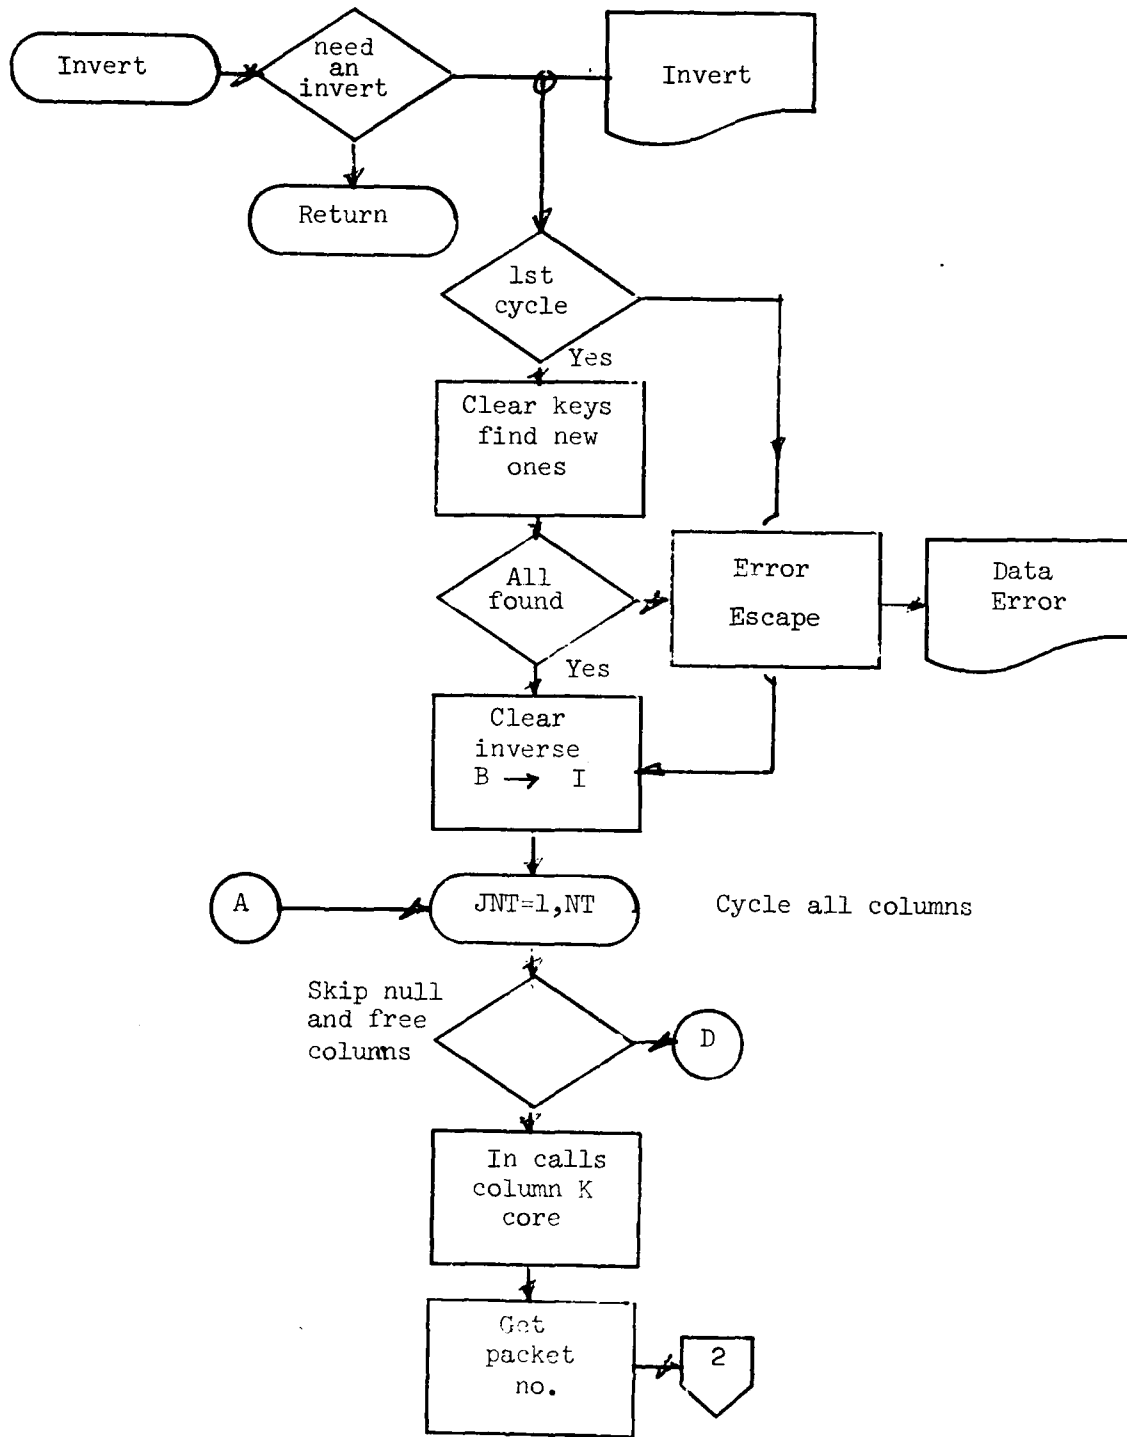 Invert
need
an
invert
Invert
Return
1st
cycle
Yes
Clear keys
find new
ones
All
found
Error
Escape
Data
Error
Yes
Clear
inverse
B → I
A
JNT=1,NT
Cycle all columns
Skip null
and free
columns
D
In calls
column K
core
Get
packet
no.
2